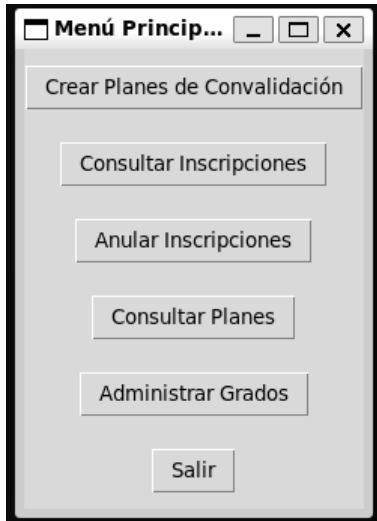 Menú Princip...
Crear Planes de Convalidación
Consultar Inscripciones
Anular Inscripciones
Consultar Planes
Administrar Grados
Salir